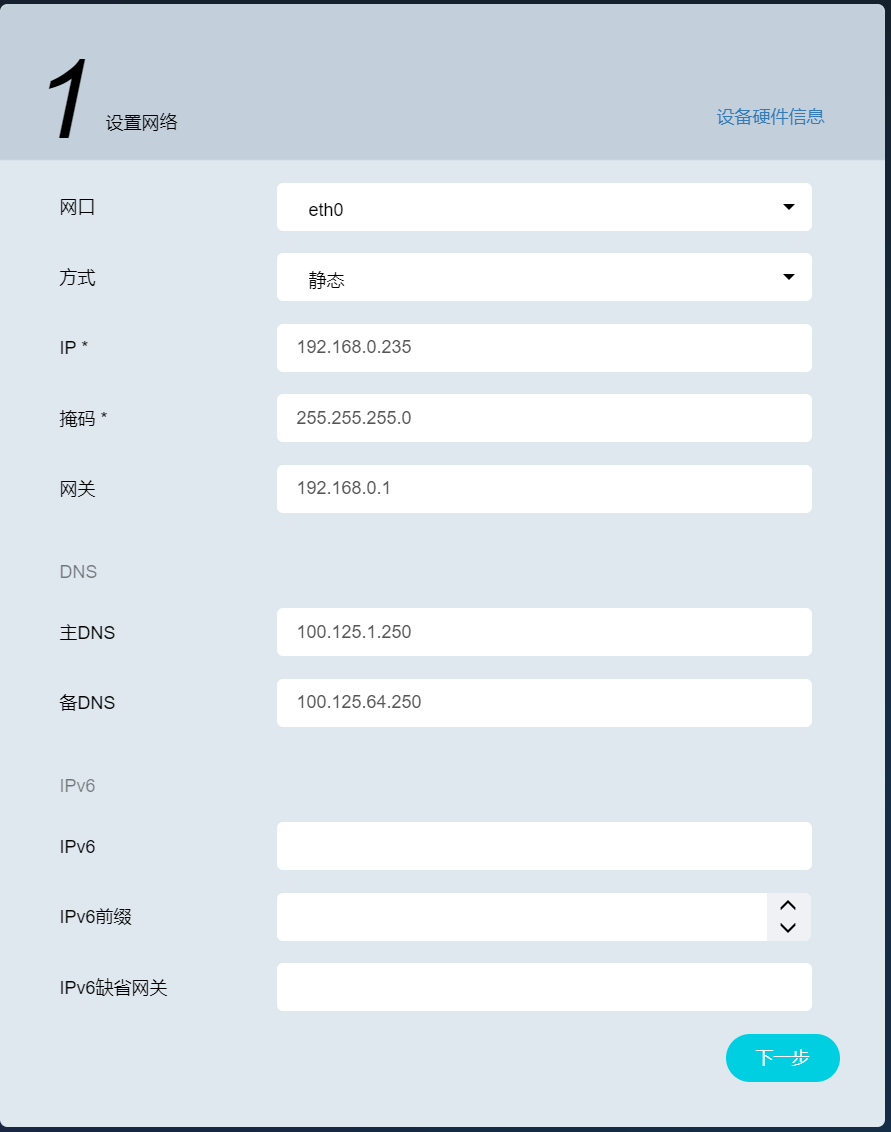 1 设置网络 设备硬件信息
网口 eth0
方式 静态
IP * 192.168.0.235
掩码 * 255.255.255.0
网关 192.168.0.1
DNS
主DNS 100.125.1.250
备DNS 100.125.64.250
IPv6
IPv6
IPv6前缀
IPv6缺省网关
下一步